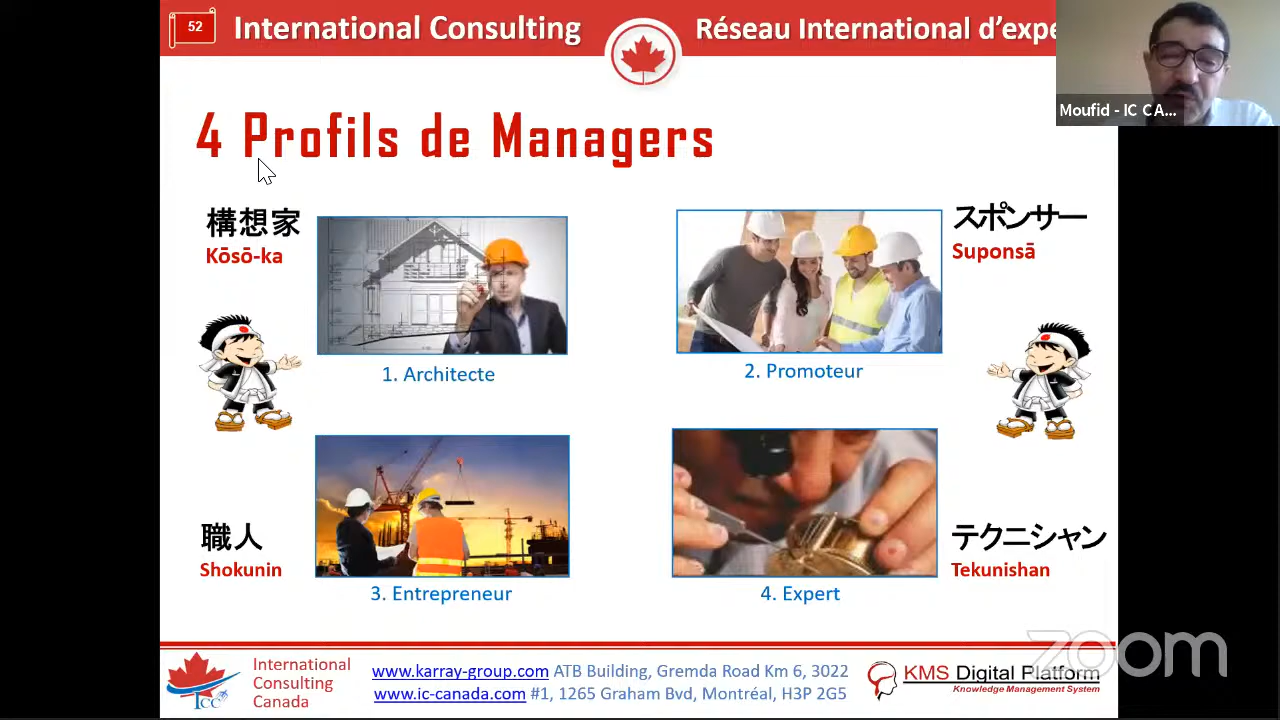 52
International Consulting
Réseau International d'expe
Moufid - IC CA...
4 Profils de Managers
構想家
Kōsō-ka
スポンサー
Suponsā
1. Architecte
2. Promoteur
職人
Shokunin
テクニシャン
Tekunishan
3. Entrepreneur
4. Expert
International
Consulting
Canada
ICC
www.karray-group.com ATB Building, Gremda Road Km 6, 3022
www.ic-canada.com #1, 1265 Graham Bvd, Montréal, H3P 2G5
KMS Digital Platform
Knowledge Management System
zoom